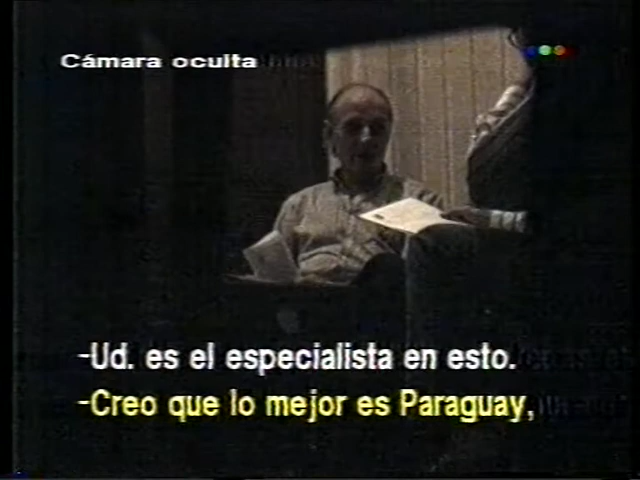 Cámara oculta
-Ud. es el especialista en esto.
-Creo que lo mejor es Paraguay,